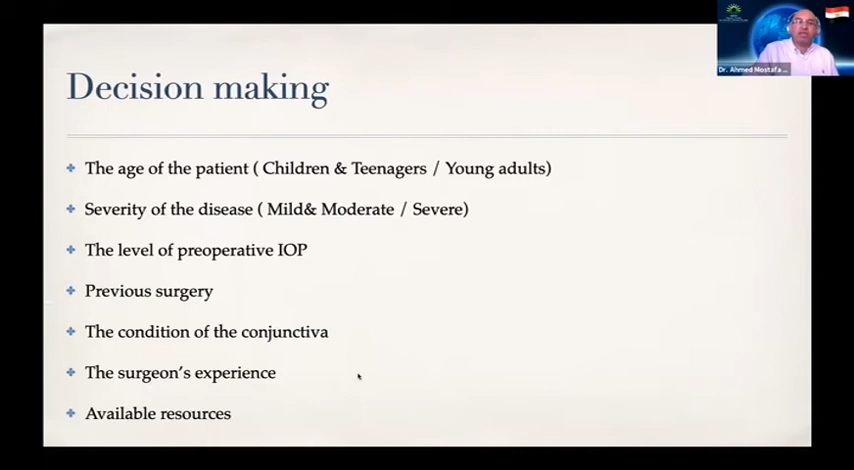 Decision making
The age of the patient ( Children & Teenagers / Young adults)
Severity of the disease ( Mild& Moderate / Severe)
The level of preoperative IOP
Previous surgery
The condition of the conjunctiva
The surgeon's experience
Available resources
Dr. Ahmed Mostafa ...